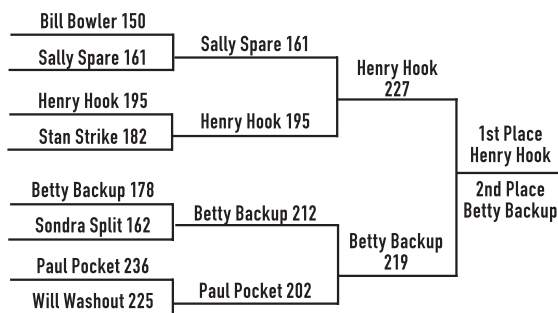 Bill Bowler 150
Sally Spare 161
Henry Hook 195
Stan Strike 182
Betty Backup 178
Sondra Split 162
Paul Pocket 236
Will Washout 225
Sally Spare 161
Henry Hook 195
Betty Backup 212
Paul Pocket 202
Henry Hook
227
Betty Backup
219
1st Place
Henry Hook
2nd Place
Betty Backup